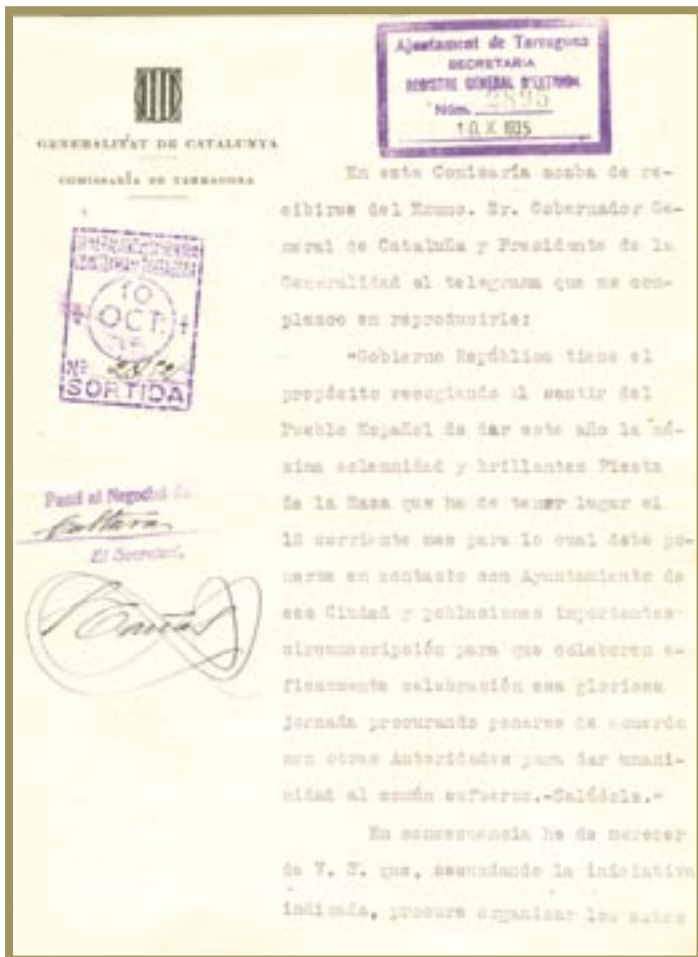 Ajuntament de Tarragona
SECRETARIA
REGISTRE GENERAL D'ENTRADA
Núm. 2895
10 X 1935
GENERALITAT DE CATALUNYA
COMISSARÍA DE TARRAGONA
10
OCT.
Nº
SORTIDA
Passi al Negociat de
Cultura
El Secretari,
En esta Comisaría acaba de re-
cibirse del Exmo. Sr. Gobernador Ge-
neral de Cataluña y Presidente de la
Generalidad el telegrama que me com-
plazco en reproducirle:
"Gobierno República tiene el
propósito recogiendo el sentir del
Pueblo Español de dar este año la má-
xima solemnidad y brillantez Fiesta
de la Raza que ha de tener lugar el
12 corriente mes para lo cual debe po-
nerse en contacto con Ayuntamiento de
esa Ciudad y poblaciones importantes
circunscripción para que colaboren e-
ficazmente celebración esa gloriosa
jornada procurando ponerse de acuerdo
con otras Autoridades para dar unani-
midad al común esfuerzo.-Salúdole.-
En consecuencia he de merecer
de V. E. que, secundando la iniciativa
indicada, procure organizar los actos